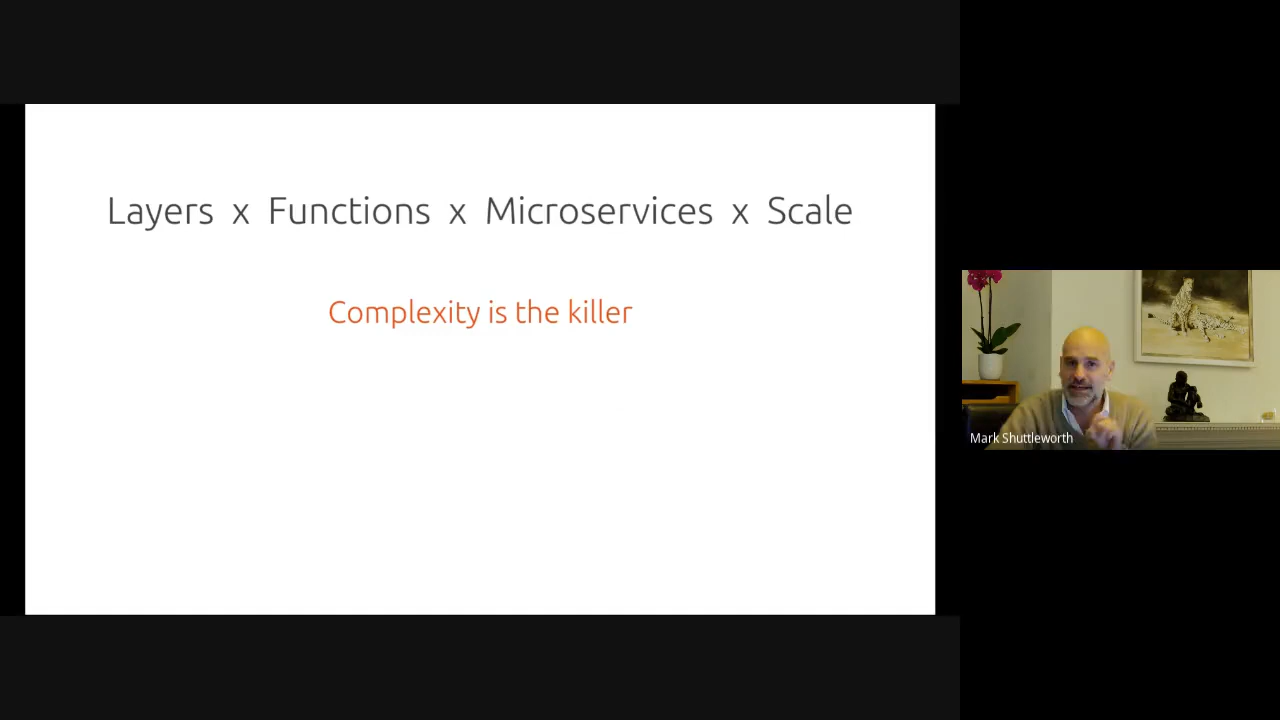 Layers x Functions x Microservices x Scale
Complexity is the killer
Mark Shuttleworth